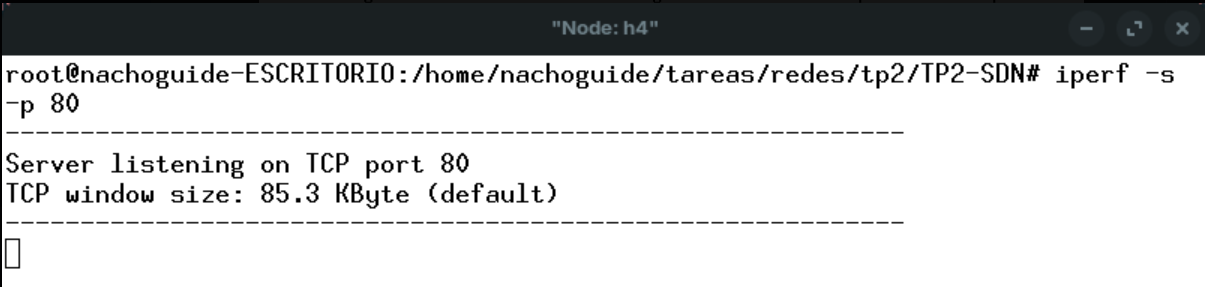 "Node: h4"
root@nachoguide-ESCRITORIO:/home/nachoguide/tareas/redes/tp2/TP2-SDN# iperf -s
-p 80
------------------------------------------------------------
Server listening on TCP port 80
TCP window size: 85.3 KByte (default)
------------------------------------------------------------